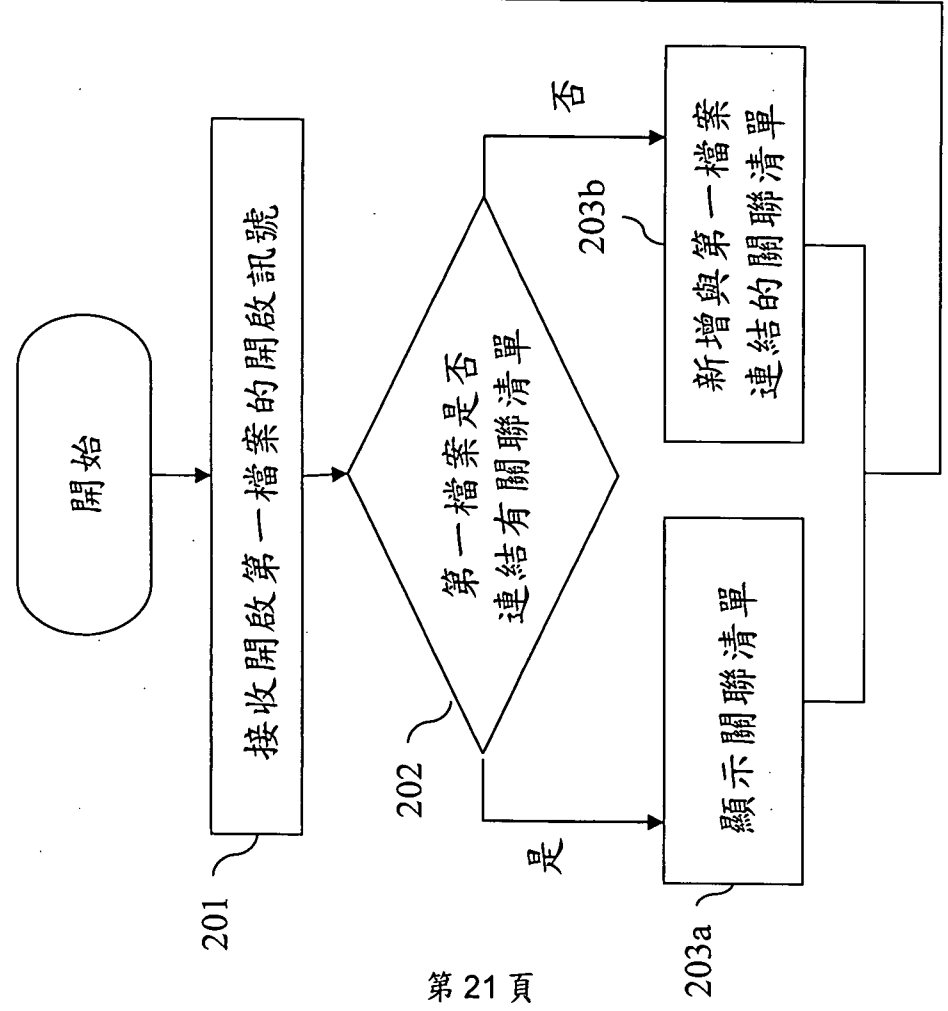 開始
接收開啟第一檔案的開啟訊號
201
第一檔案是否
連結有關聯清單
202
是
否
顯示關聯清單
203a
新增與第一檔案
連結的關聯清單
203b
第21頁